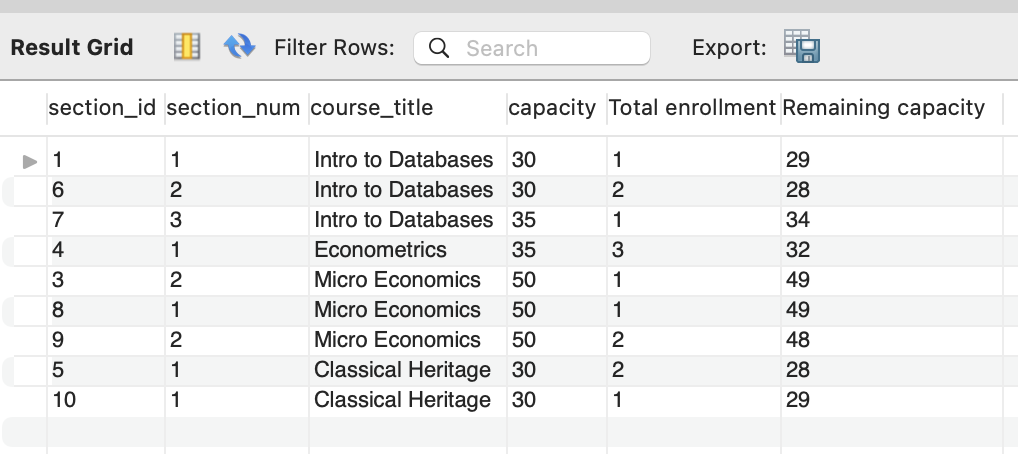 Result Grid Filter Rows: Search Export:
section_id section_num course_title capacity Total enrollment Remaining capacity
1 1 Intro to Databases 30 1 29
6 2 Intro to Databases 30 2 28
7 3 Intro to Databases 35 1 34
4 1 Econometrics 35 3 32
3 2 Micro Economics 50 1 49
8 1 Micro Economics 50 1 49
9 2 Micro Economics 50 2 48
5 1 Classical Heritage 30 2 28
10 1 Classical Heritage 30 1 29